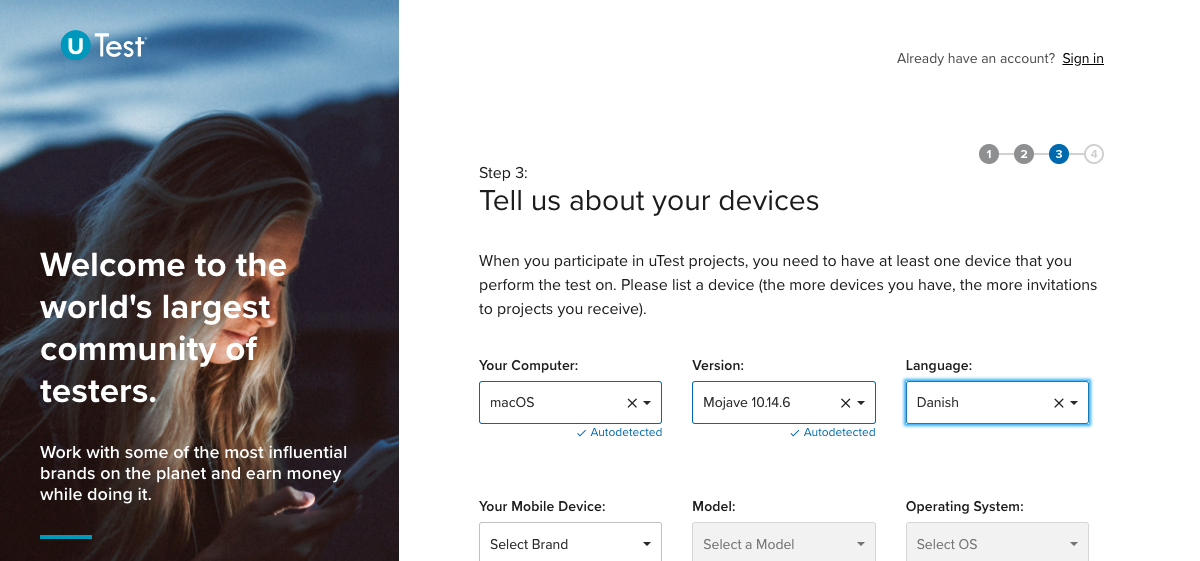 u Test
Already have an account? Sign in
1 2 3 4
Step 3:
Tell us about your devices
Welcome to the
world's largest
community of
testers.
Work with some of the most influential
brands on the planet and earn money
while doing it.
When you participate in uTest projects, you need to have at least one device that you
perform the test on. Please list a device (the more devices you have, the more invitations
to projects you receive).
Your Computer: Version: Language:
macOS Mojave 10.14.6 Danish
Autodetected Autodetected
Your Mobile Device: Model: Operating System:
Select Brand Select a Model Select OS